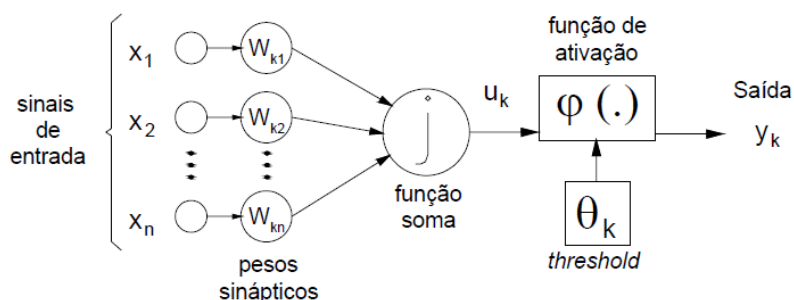 sinais
de
entrada
x1
x2
xn
Wk1
Wk2
Wkn
pesos
sinápticos
j
função
soma
uk
função de
ativação
φ (.)
θk
threshold
Saída
yk